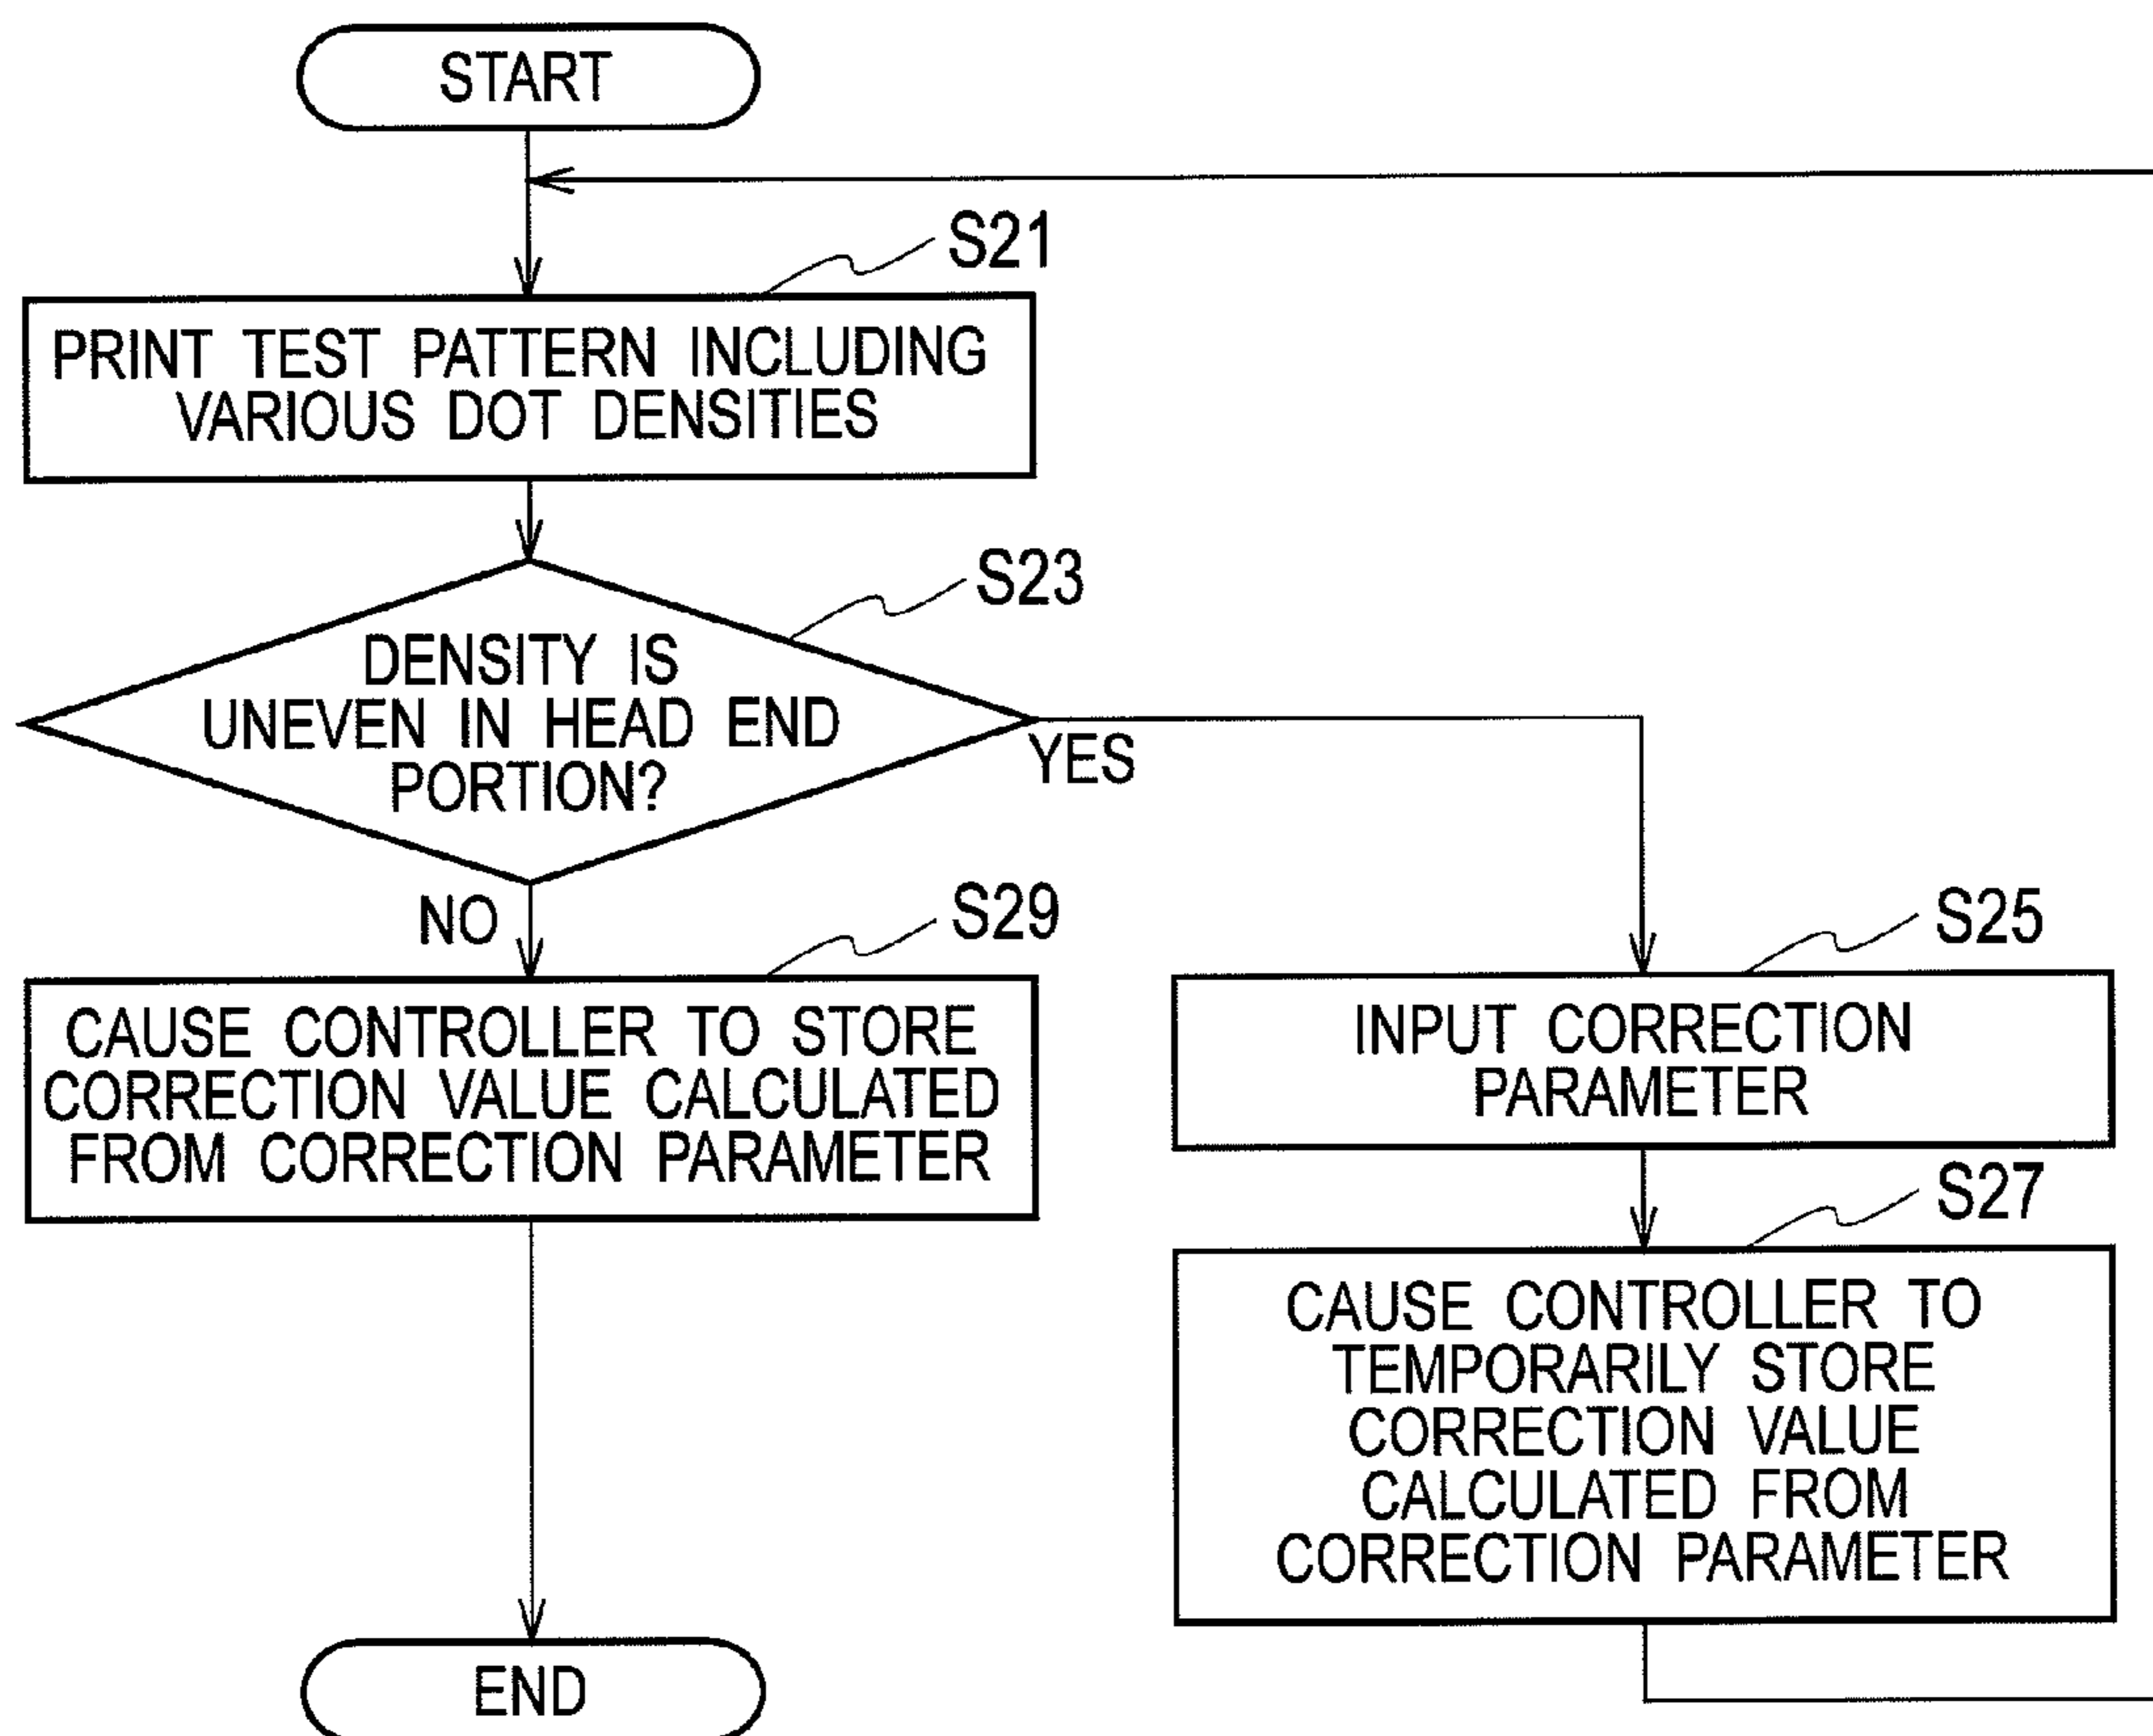 START
S21
PRINT TEST PATTERN INCLUDING
VARIOUS DOT DENSITIES
S23
DENSITY IS
UNEVEN IN HEAD END
PORTION?
YES
NO
S29
CAUSE CONTROLLER TO STORE
CORRECTION VALUE CALCULATED
FROM CORRECTION PARAMETER
S25
INPUT CORRECTION
PARAMETER
S27
CAUSE CONTROLLER TO
TEMPORARILY STORE
CORRECTION VALUE
CALCULATED FROM
CORRECTION PARAMETER
END